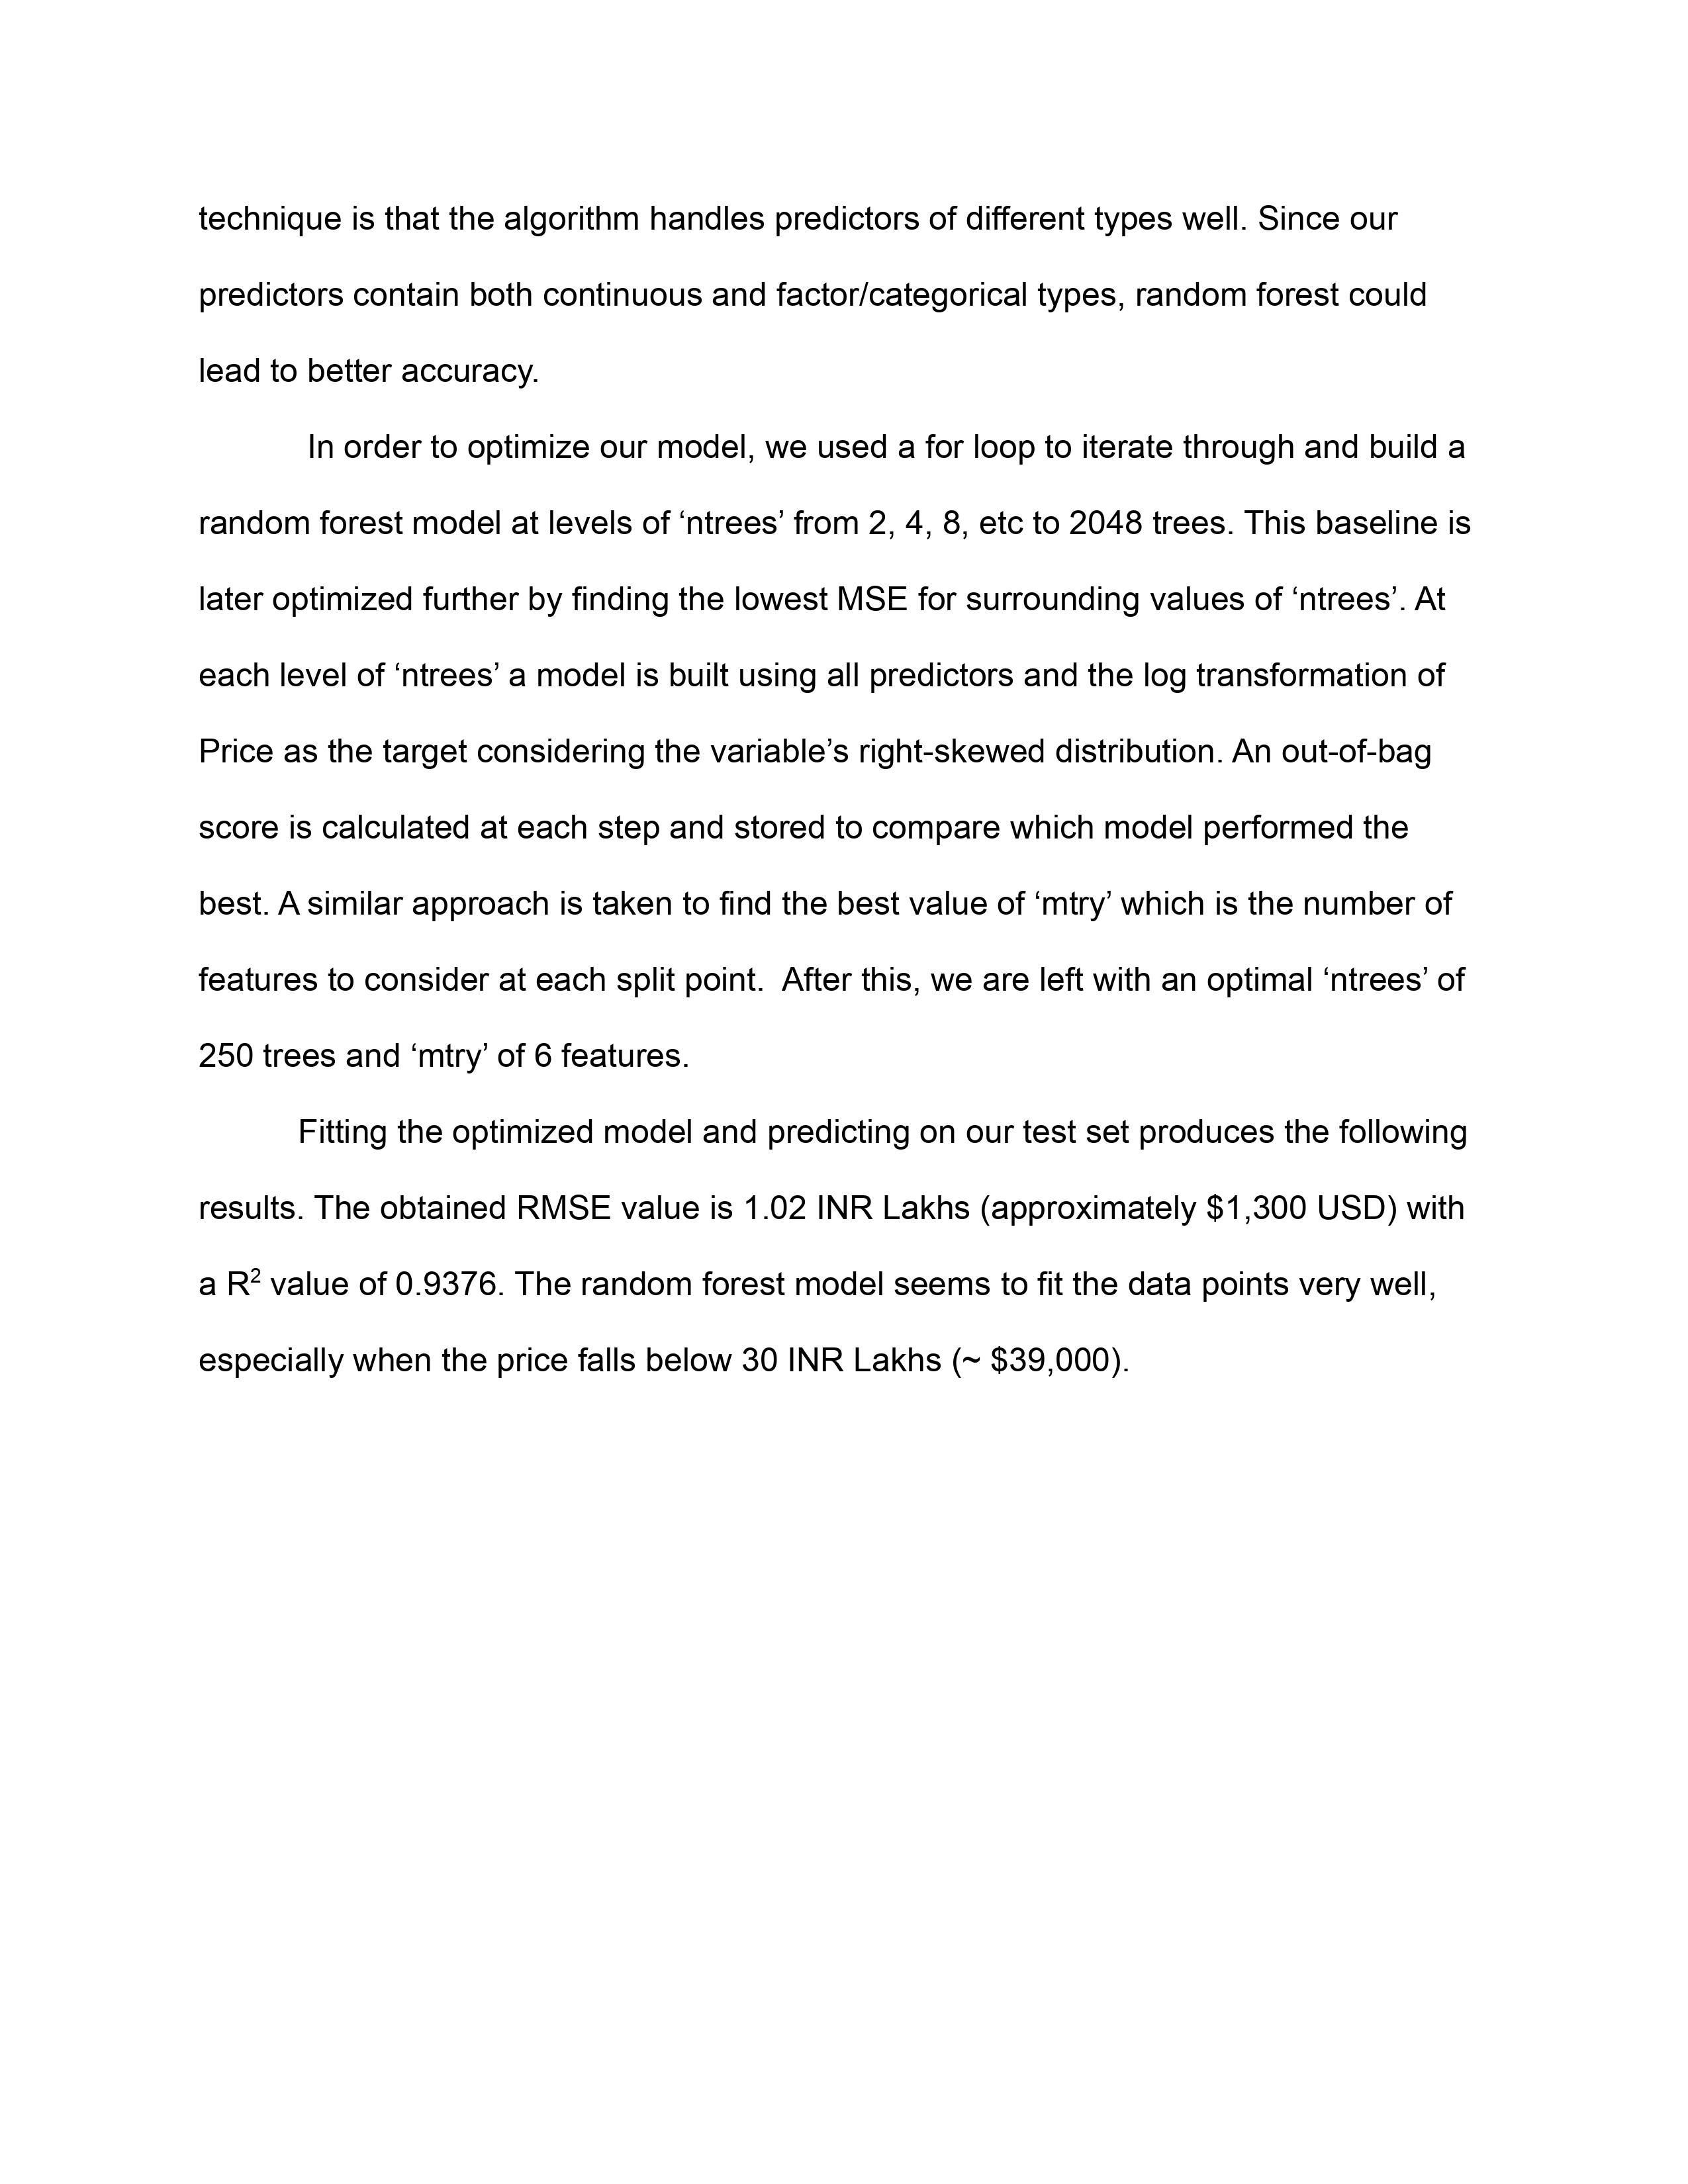 technique is that the algorithm handles predictors of different types well. Since our
predictors contain both continuous and factor/categorical types, random forest could
lead to better accuracy.
In order to optimize our model, we used a for loop to iterate through and build a
random forest model at levels of ‘ntrees’ from 2, 4, 8, etc to 2048 trees. This baseline is
later optimized further by finding the lowest MSE for surrounding values of ‘ntrees’. At
each level of ‘ntrees’ a model is built using all predictors and the log transformation of
Price as the target considering the variable’s right-skewed distribution. An out-of-bag
score is calculated at each step and stored to compare which model performed the
best. A similar approach is taken to find the best value of ‘mtry’ which is the number of
features to consider at each split point.  After this, we are left with an optimal ‘ntrees’ of
250 trees and ‘mtry’ of 6 features.
Fitting the optimized model and predicting on our test set produces the following
results. The obtained RMSE value is 1.02 INR Lakhs (approximately $1,300 USD) with
a R² value of 0.9376. The random forest model seems to fit the data points very well,
especially when the price falls below 30 INR Lakhs (~ $39,000).